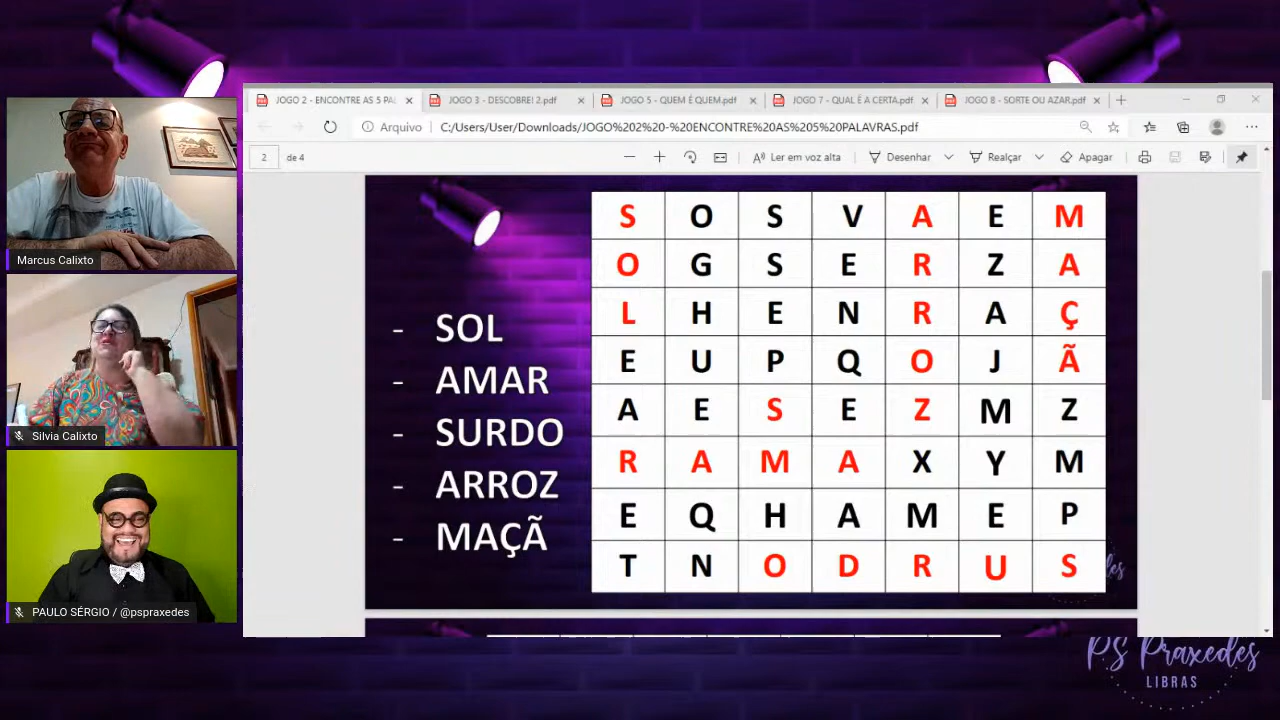 JOGO 2 - ENCONTRE AS 5 PAL
JOGO 3 - DESCOBRE! 2.pdf
JOGO 5 - QUEM É QUEM.pdf
JOGO 7 - QUAL É A CERTA.pdf
JOGO 8 - SORTE OU AZAR.pdf
Arquivo C:/Users/User/Downloads/JOGO%202%20-%20ENCONTRE%20AS%205%20PALAVRAS.pdf
2 de 4
Ler em voz alta
Desenhar
Realçar
Apagar
Marcus Calixto
Silvia Calixto
PAULO SÉRGIO / @pspraxedes
- SOL
- AMAR
- SURDO
- ARROZ
- MAÇÃ
S O S V A E M
O G S E R Z A
L H E N R A Ç
E U P Q O J Ã
A E S E Z M Z
R A M A X Y M
E Q H A M E P
T N O D R U S
PS Praxedes
LIBRAS